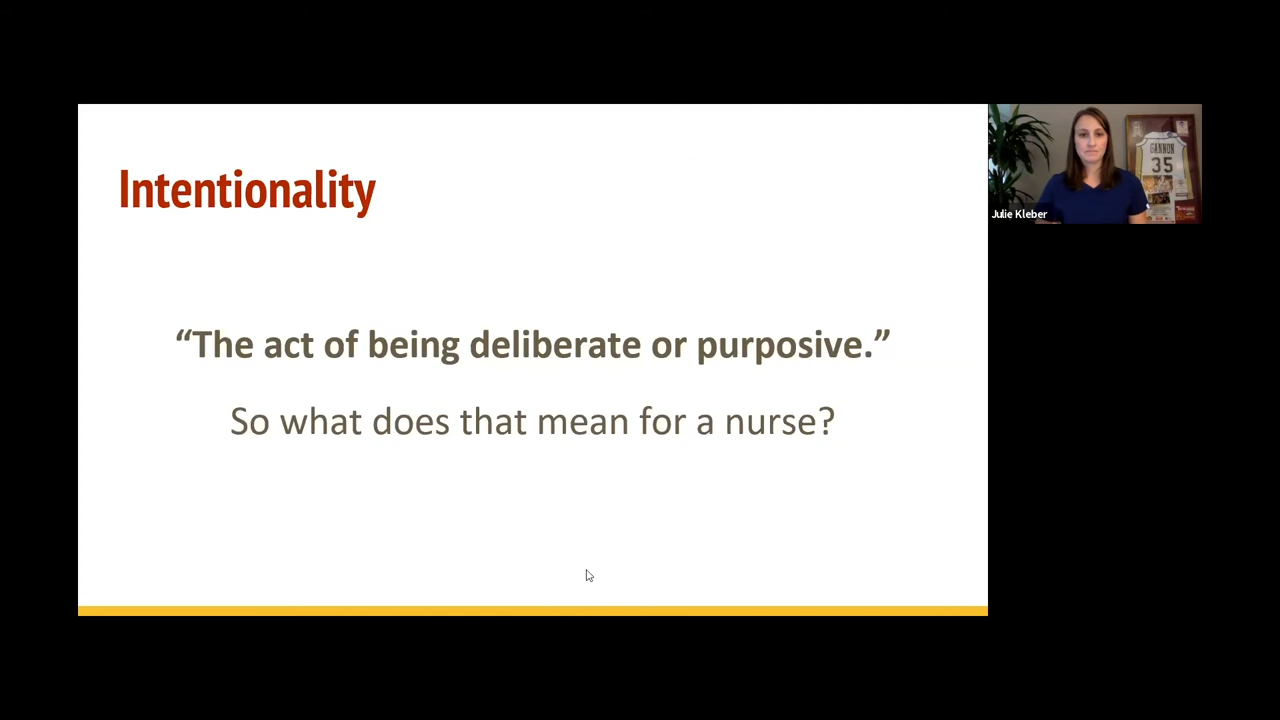 Intentionality
“The act of being deliberate or purposive.”
So what does that mean for a nurse?
Julie Kleber
GANNON
35